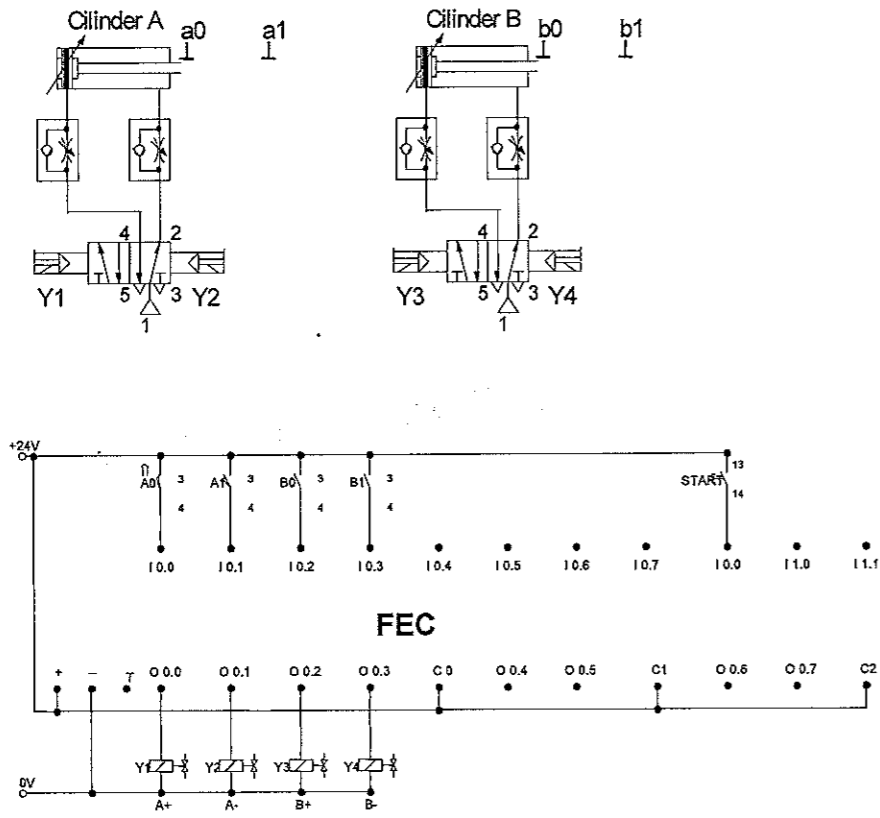 Cilinder A a0 a1 Cilinder B b0 b1
4 2 4 2
Y1 5 3 Y2 Y3 5 3 Y4
1 1
+24V
A0 3 4 A1 3 4 B0 3 4 B1 3 4 START 13 14
I 0.0 I 0.1 I 0.2 I 0.3 I 0.4 I 0.5 I 0.6 I 0.7 I 0.0 I 1.0 I 1.1
FEC
+ – O 0.0 O 0.1 O 0.2 O 0.3 C 0 O 0.4 O 0.5 C1 O 0.6 O 0.7 C2
Y1 Y2 Y3 Y4
0V
A+ A- B+ B-